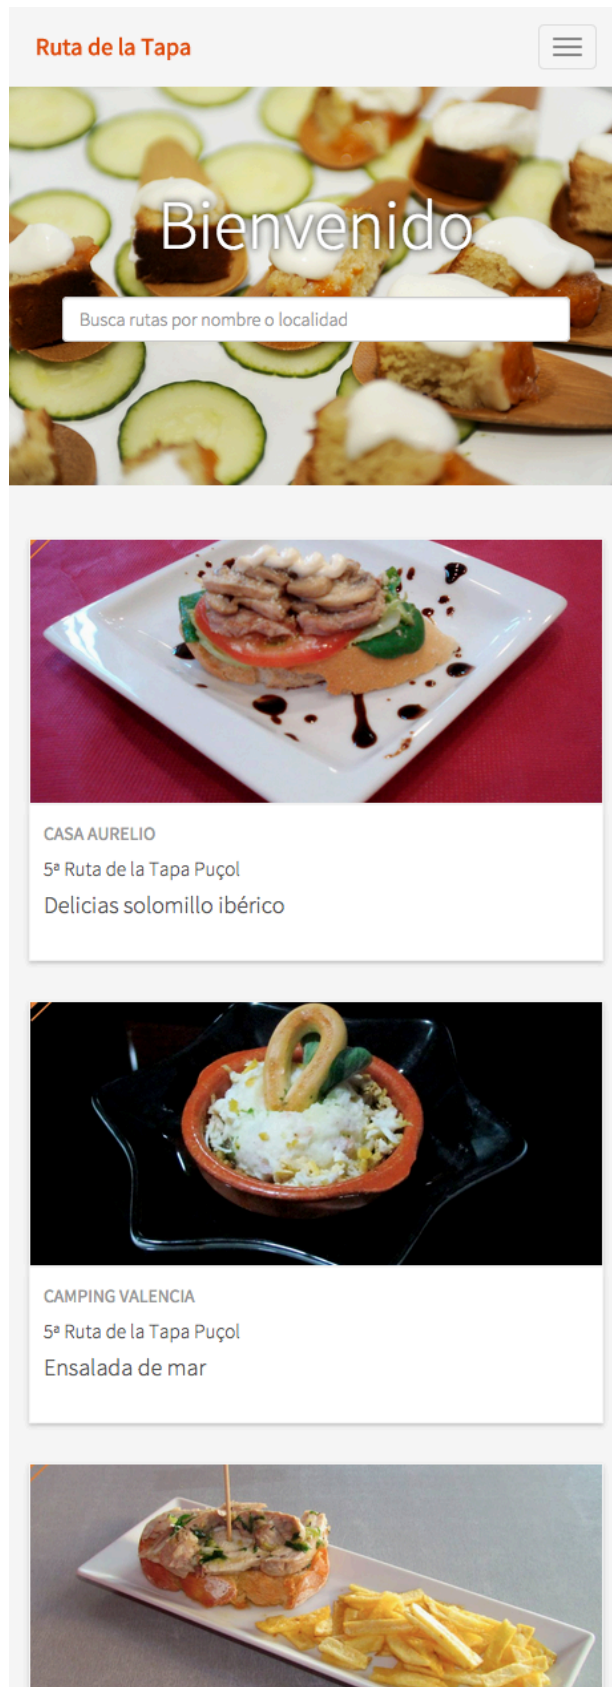 Ruta de la Tapa
Bienvenido
Busca rutas por nombre o localidad
CASA AURELIO
5ª Ruta de la Tapa Puçol
Delicias solomillo ibérico
CAMPING VALENCIA
5ª Ruta de la Tapa Puçol
Ensalada de mar